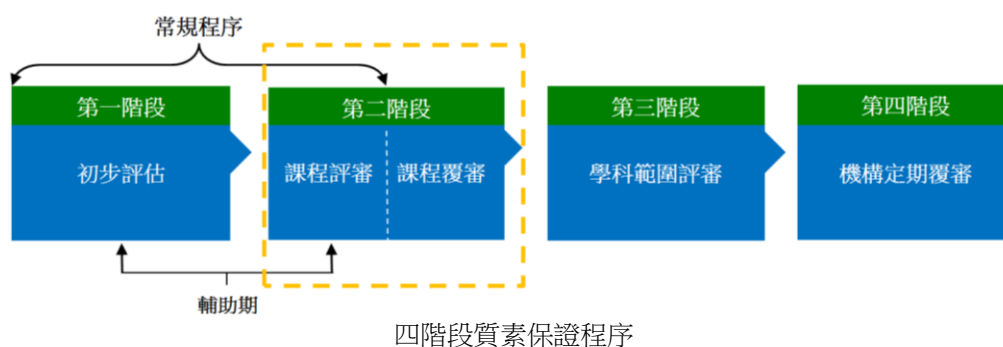 常規程序
第一階段
初步評估
第二階段
課程評審
課程覆審
第三階段
學科範圍評審
第四階段
機構定期覆審
輔助期
四階段質素保證程序